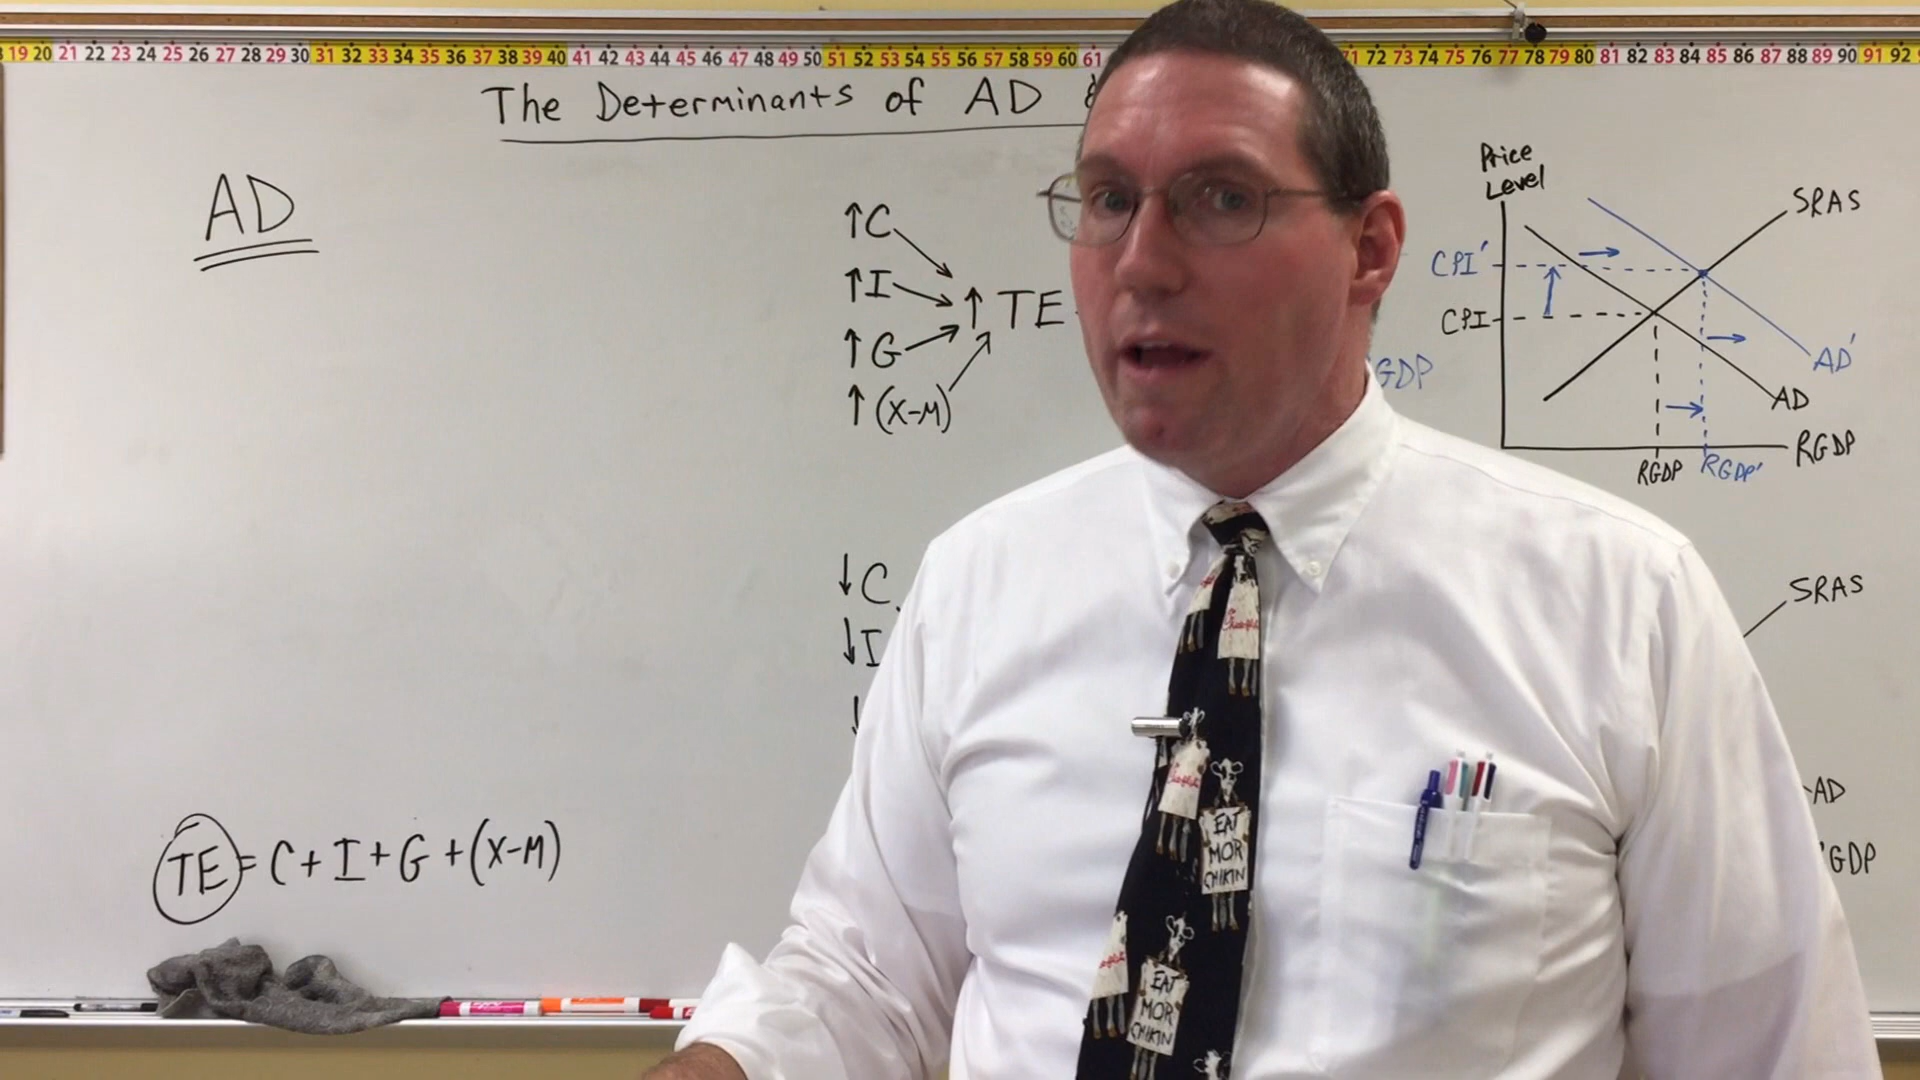 19 20 21 22 23 24 25 26 27 28 29 30 31 32 33 34 35 36 37 38 39 40 41 42 43 44 45 46 47 48 49 50 51 52 53 54 55 56 57 58 59 60 61
71 72 73 74 75 76 77 78 79 80 81 82 83 84 85 86 87 88 89 90 91 92
The Determinants of AD &
AD
↑C
↑I
↑G
↑(X-M)
↑ TE
GDP
Price
Level
SRAS
CPI'
CPI
AD'
AD
RGDP
RGDP
RGDP'
↓C
↓I
↓
SRAS
AD
GDP
TE = C + I + G + (X-M)
EAT
MOR
CHIKIN
EAT
MOR
CHIKIN